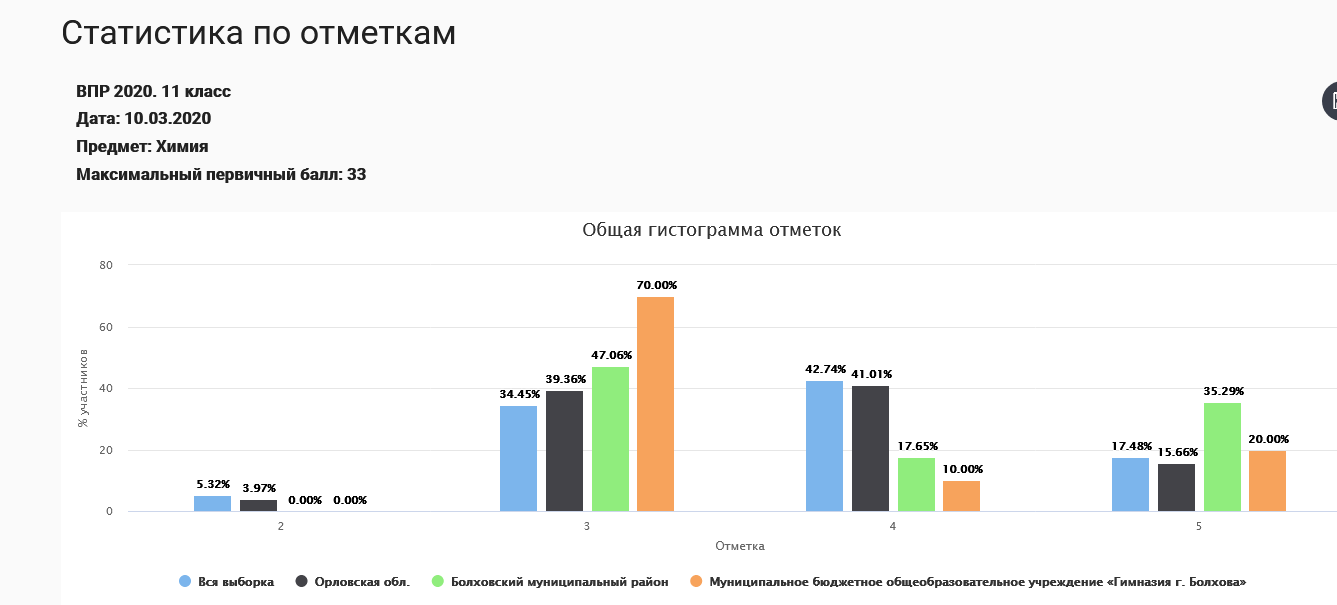 Статистика по отметкам
ВПР 2020. 11 класс
Дата: 10.03.2020
Предмет: Химия
Максимальный первичный балл: 33
Общая гистограмма отметок
80
60
40
20
0
% участников
5.32%
3.97%
0.00%
0.00%
34.45%
39.36%
47.06%
70.00%
42.74%
41.01%
17.65%
10.00%
17.48%
15.66%
35.29%
20.00%
2 3 4 5
Отметка
Вся выборка Орловская обл. Болховский муниципальный район Муниципальное бюджетное общеобразовательное учреждение «Гимназия г. Болхова»